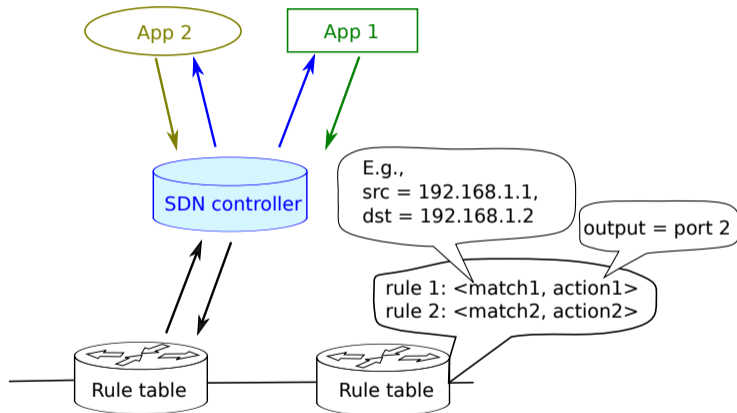 App 2
App 1
SDN controller
E.g.,
src = 192.168.1.1,
dst = 192.168.1.2
output = port 2
rule 1: <match1, action1>
rule 2: <match2, action2>
Rule table
Rule table